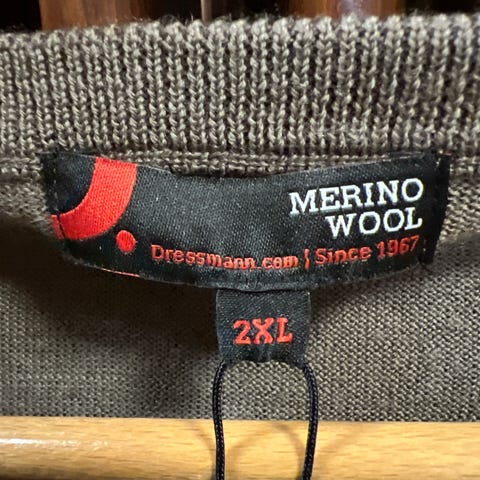 MERINO
WOOL
Dressmann.com | Since 1967
2XL